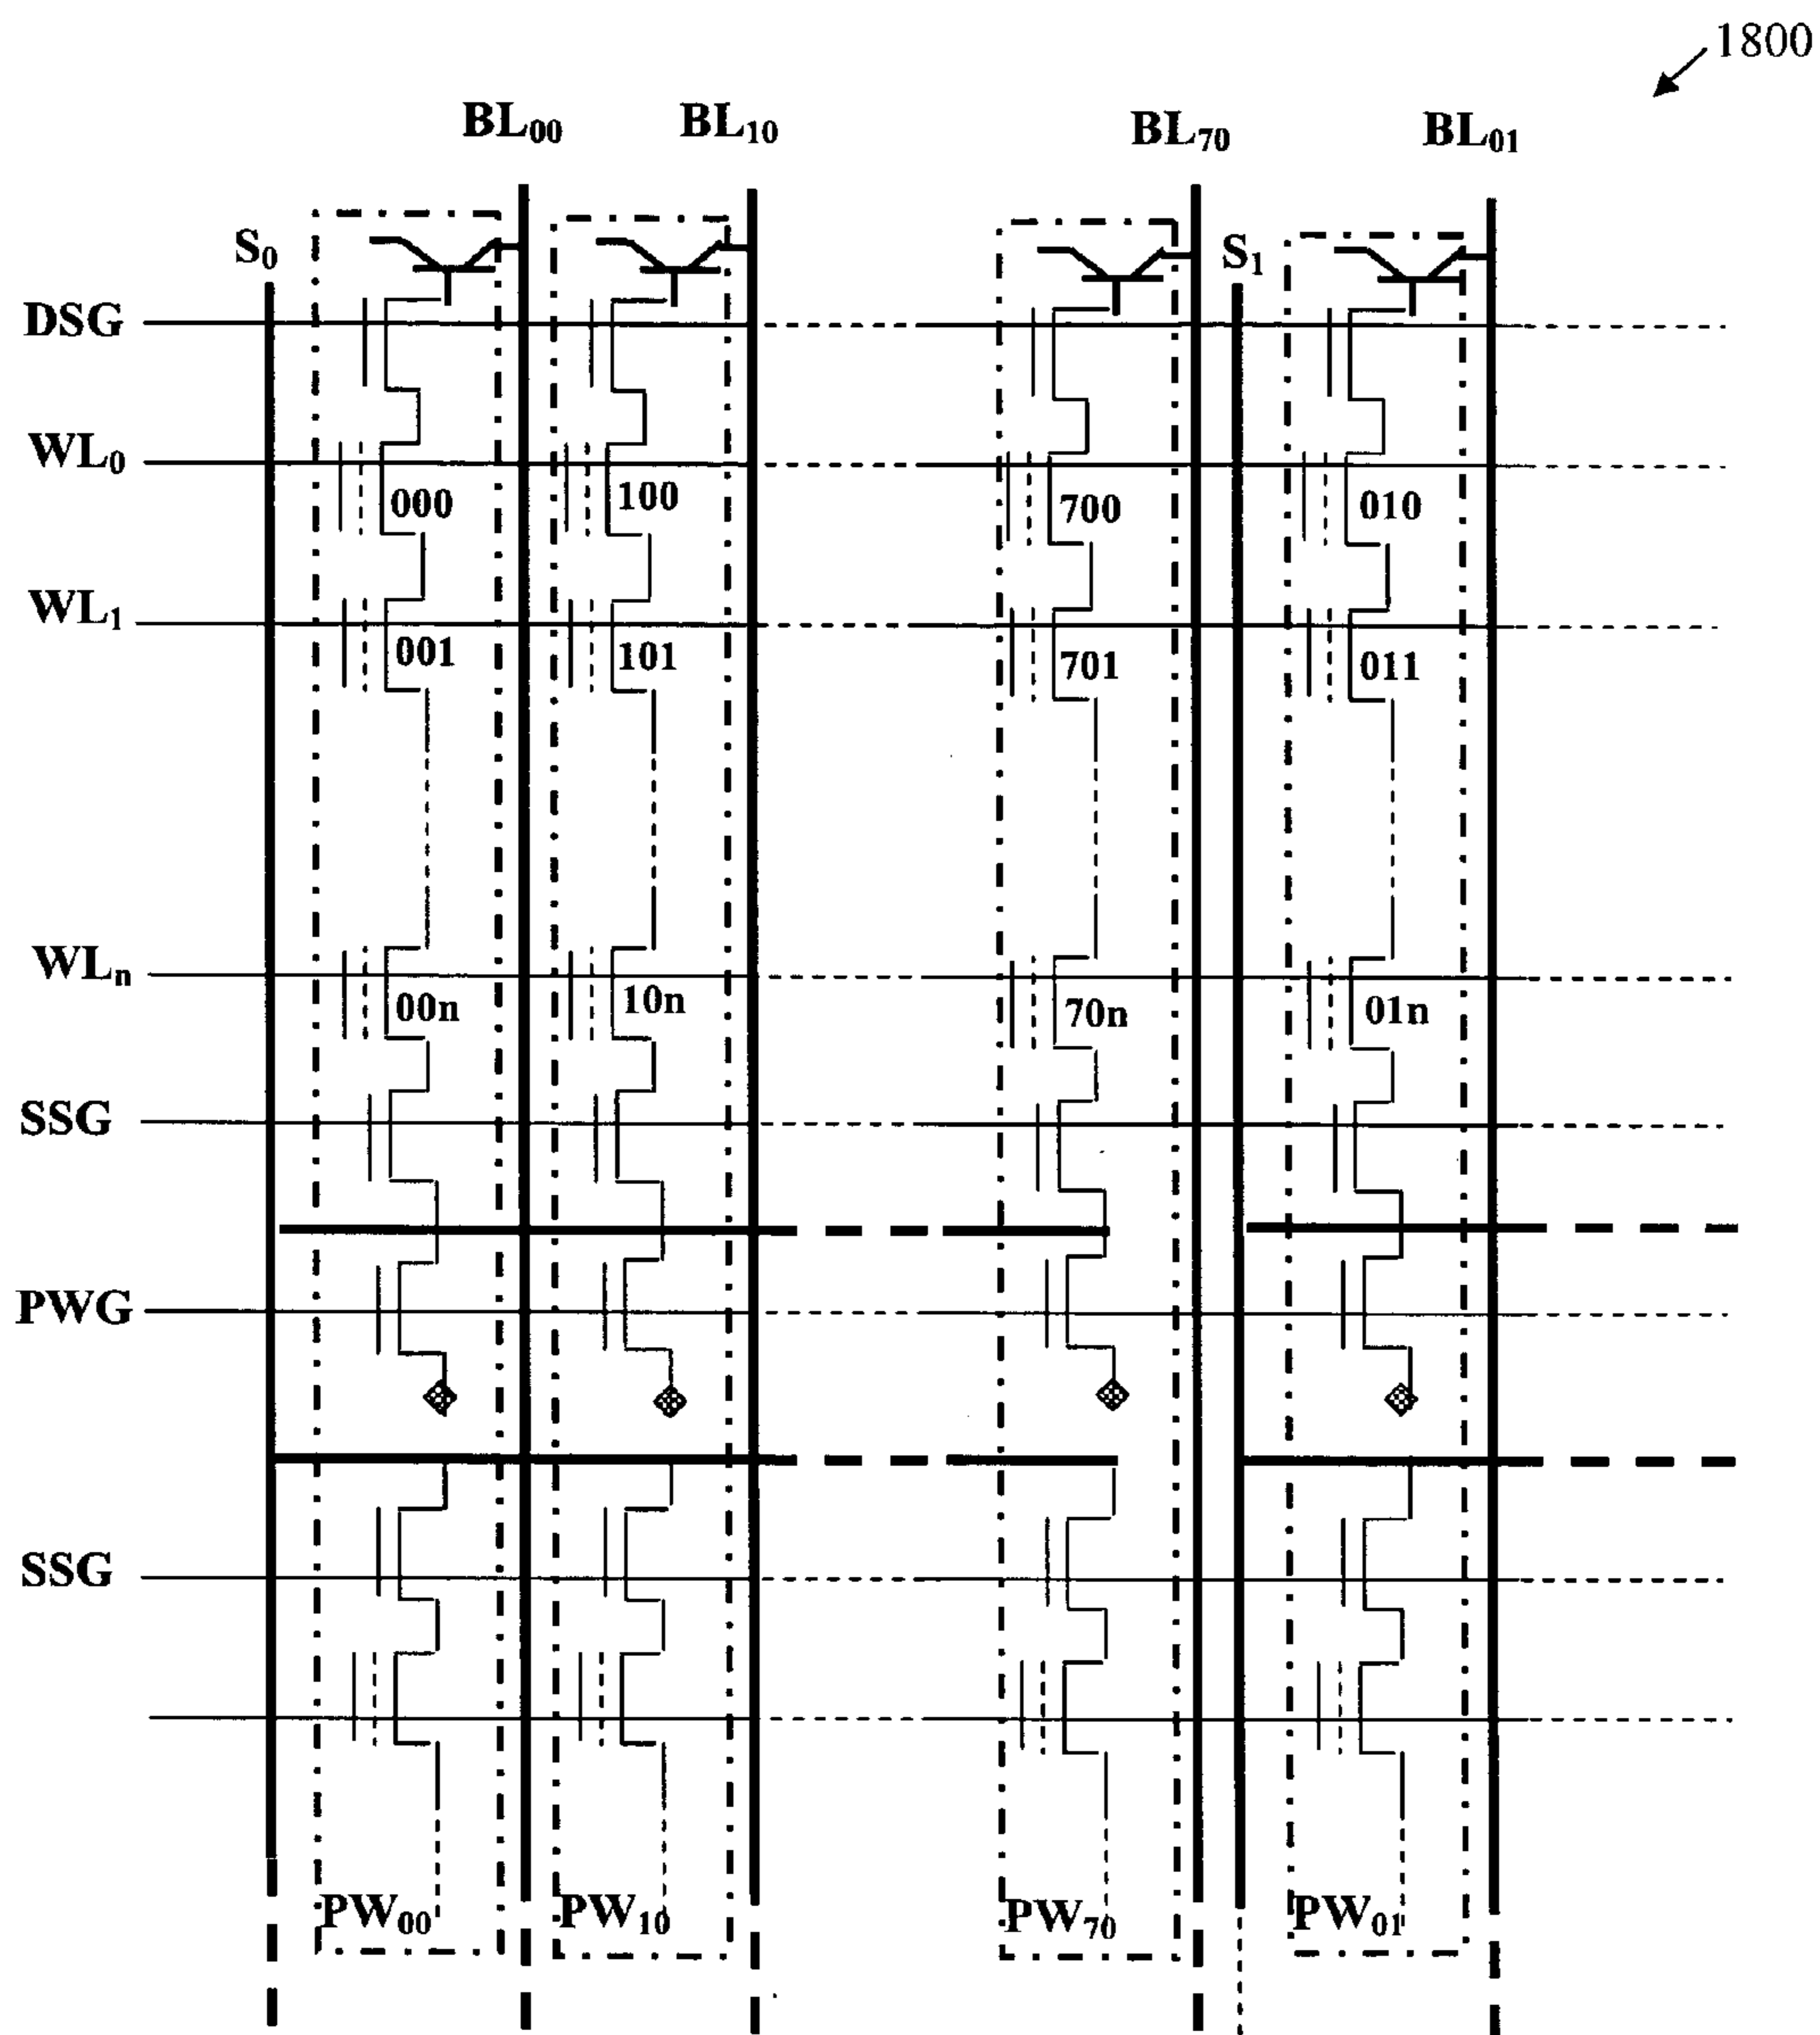 1800
BL₀₀ BL₁₀ BL₇₀ BL₀₁
S₀ S₁
DSG
WL₀
000 100 700 010
WL₁
001 101 701 011
WLₙ
00n 10n 70n 01n
SSG
PWG
SSG
PW₀₀ PW₁₀ PW₇₀ PW₀₁